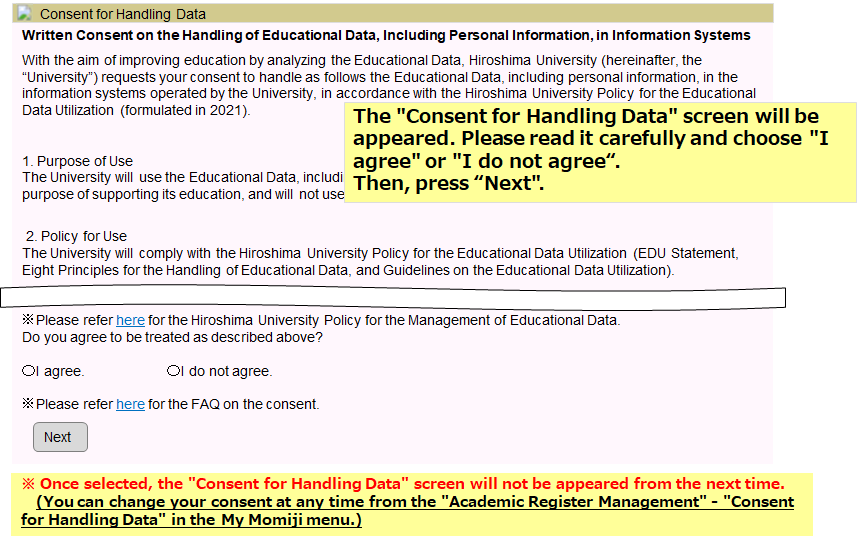 Consent for Handling Data
Written Consent on the Handling of Educational Data, Including Personal Information, in Information Systems
With the aim of improving education by analyzing the Educational Data, Hiroshima University (hereinafter, the
“University”) requests your consent to handle as follows the Educational Data, including personal information, in the
information systems operated by the University, in accordance with the Hiroshima University Policy for the Educational
Data Utilization (formulated in 2021).
The "Consent for Handling Data" screen will be
appeared. Please read it carefully and choose "I
agree" or "I do not agree“.
Then, press “Next".
1. Purpose of Use
The University will use the Educational Data, includi
purpose of supporting its education, and will not use
2. Policy for Use
The University will comply with the Hiroshima University Policy for the Educational Data Utilization (EDU Statement,
Eight Principles for the Handling of Educational Data, and Guidelines on the Educational Data Utilization).
※Please refer here for the Hiroshima University Policy for the Management of Educational Data.
Do you agree to be treated as described above?
○I agree. ○I do not agree.
※Please refer here for the FAQ on the consent.
Next
※ Once selected, the "Consent for Handling Data" screen will not be appeared from the next time.
(You can change your consent at any time from the "Academic Register Management" - "Consent
for Handling Data" in the My Momiji menu.)